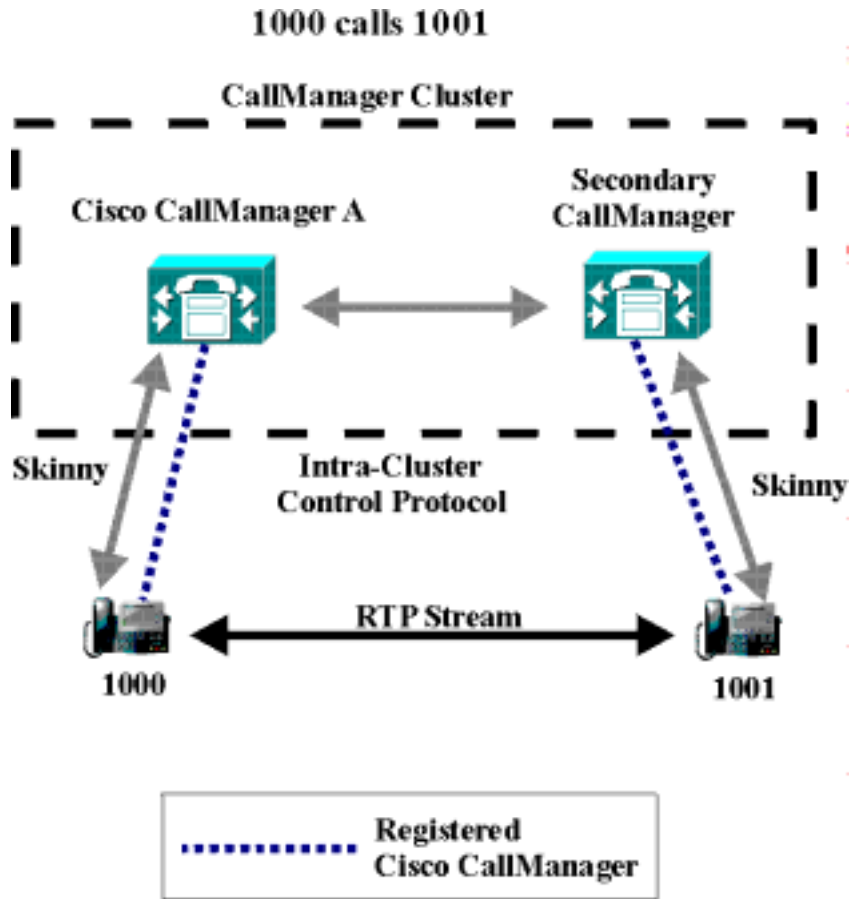 1000 calls 1001
CallManager Cluster
Cisco CallManager A
Secondary
CallManager
Skinny
Intra-Cluster
Control Protocol
Skinny
RTP Stream
1000
1001
Registered
Cisco CallManager